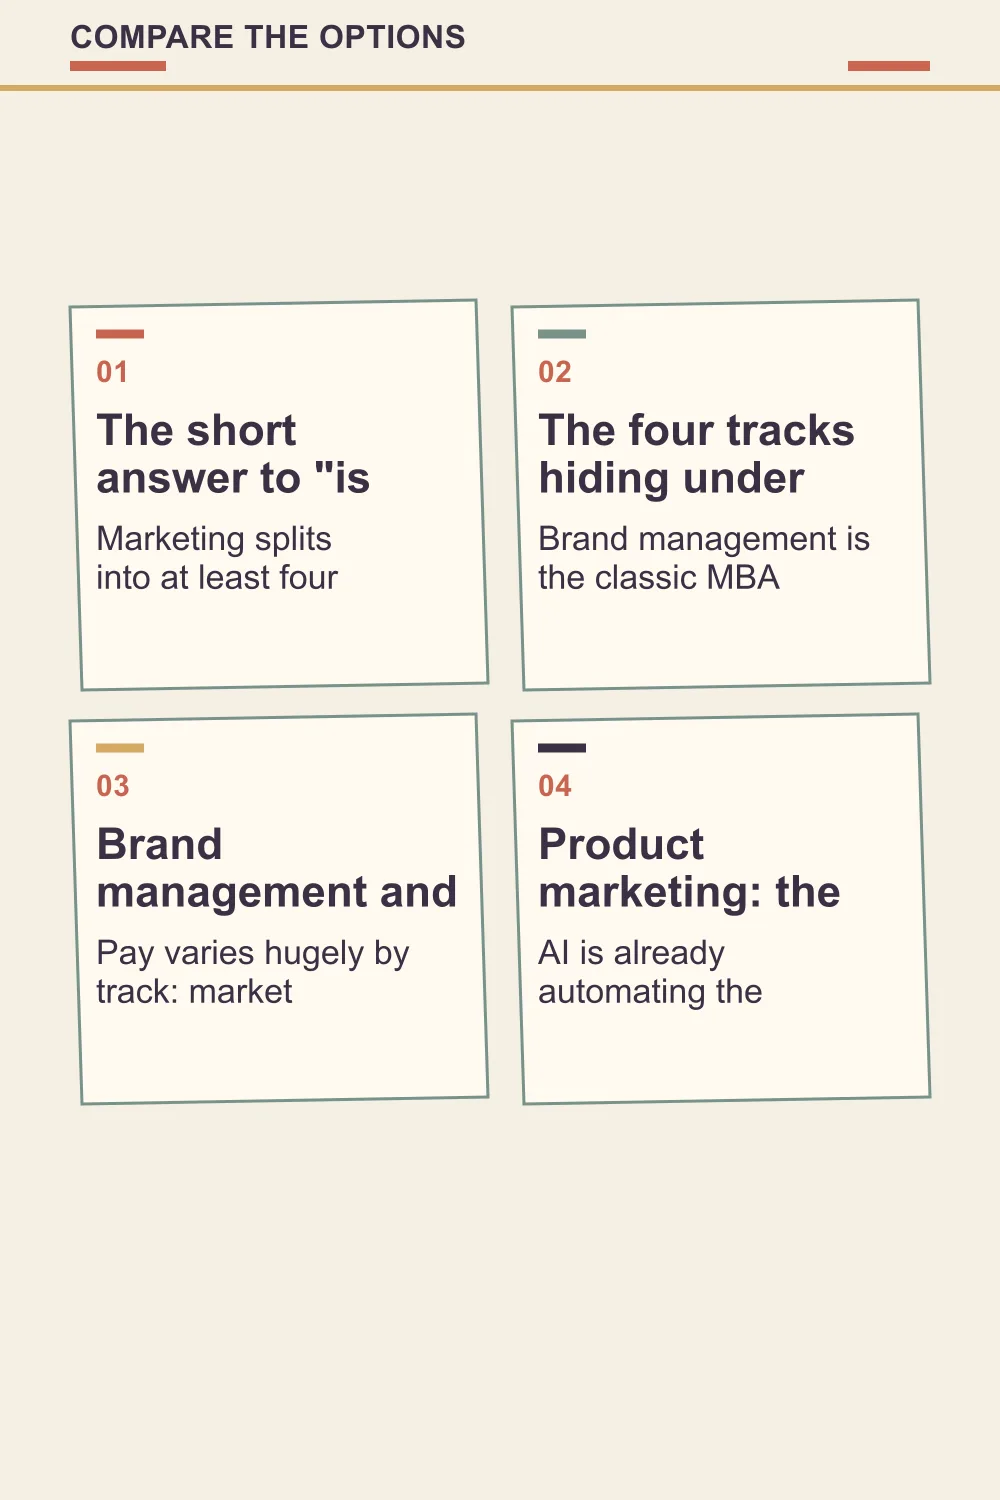 COMPARE THE OPTIONS
01
The short
answer to "is
Marketing splits
into at least four
02
The four tracks
hiding under
Brand management is
the classic MBA
03
Brand
management and
Pay varies hugely by
track: market
04
Product
marketing: the
AI is already
automating the